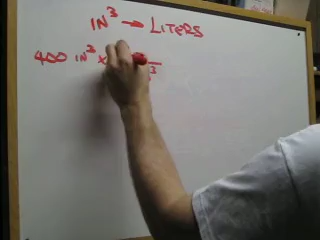 IN³ → LITERS
400 IN³ ×